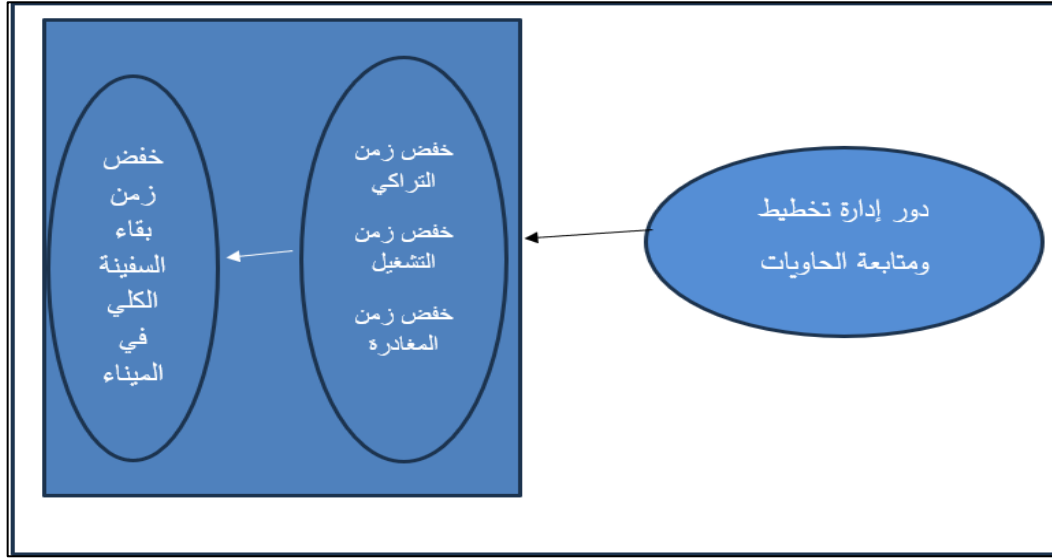 دور إدارة تخطيط
ومتابعة الحاويات
خفض زمن
التراكي
خفض زمن
التشغيل
خفض زمن
المغادرة
خفض
زمن
بقاء
السفينة
الكلي
في
الميناء